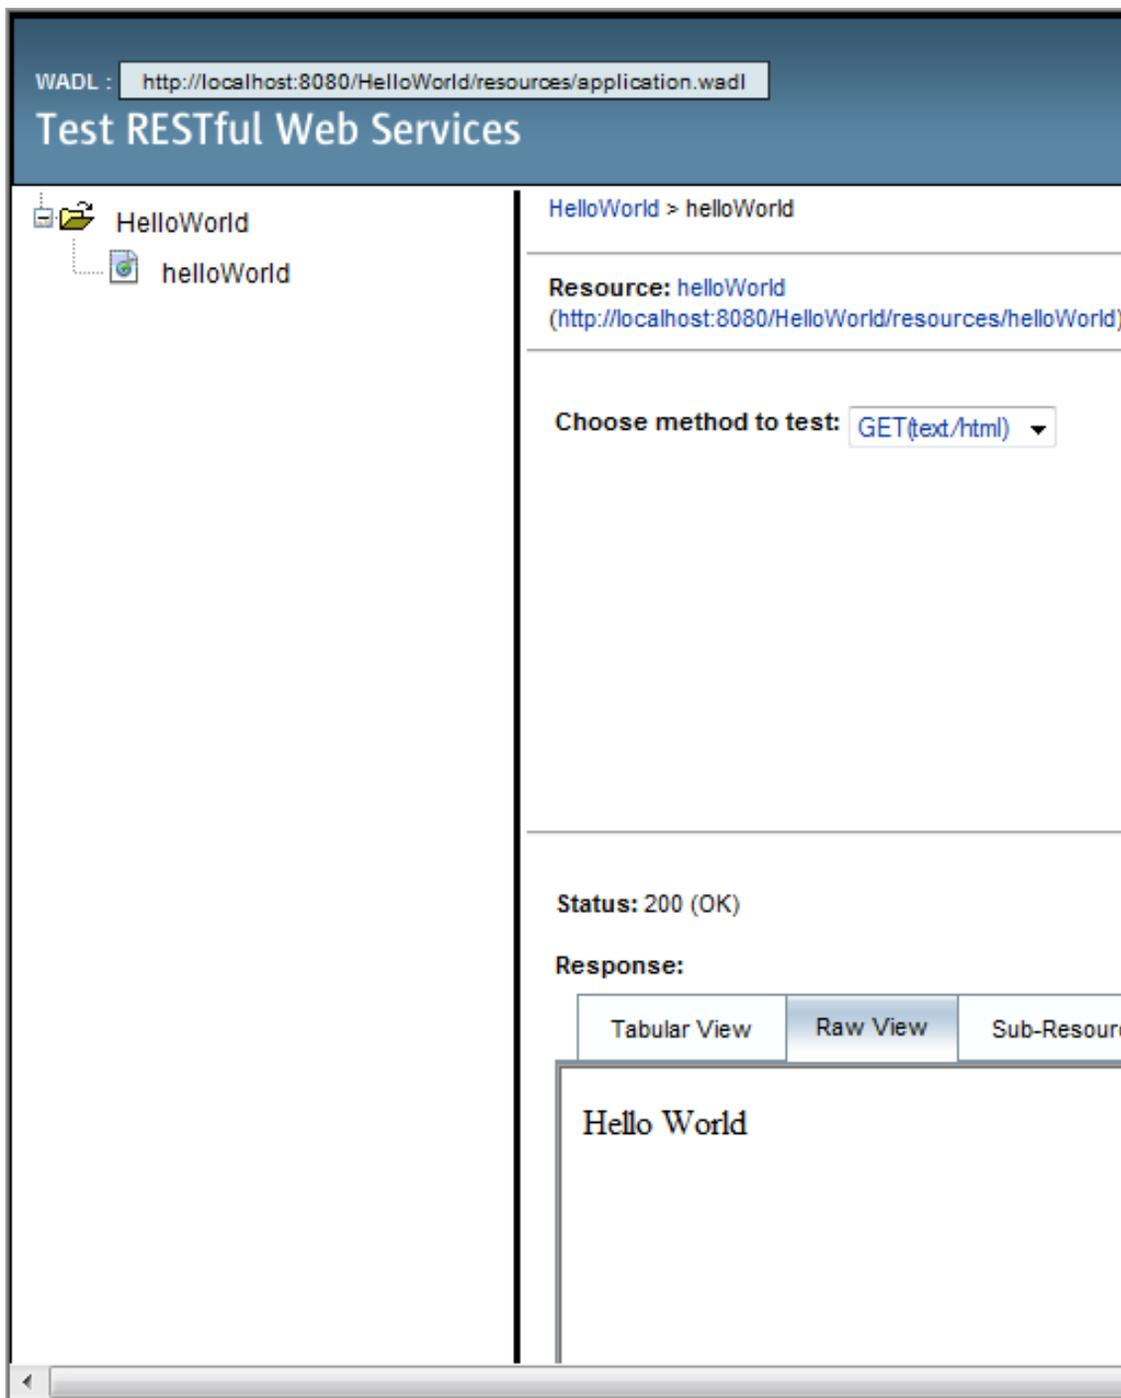 WADL : http://localhost:8080/HelloWorld/resources/application.wadl
Test RESTful Web Services
HelloWorld
helloWorld
HelloWorld > helloWorld
Resource: helloWorld
(http://localhost:8080/HelloWorld/resources/helloWorld)
Choose method to test: GET(text/html)
Status: 200 (OK)
Response:
Tabular View Raw View Sub-Resour
Hello World